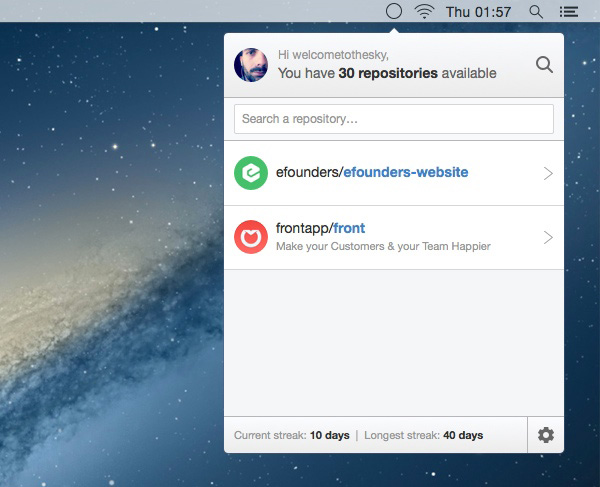 Thu 01:57
Hi welcometothesky,
You have 30 repositories available
Search a repository...
efounders/efounders-website
frontapp/front
Make your Customers & your Team Happier
Current streak: 10 days | Longest streak: 40 days